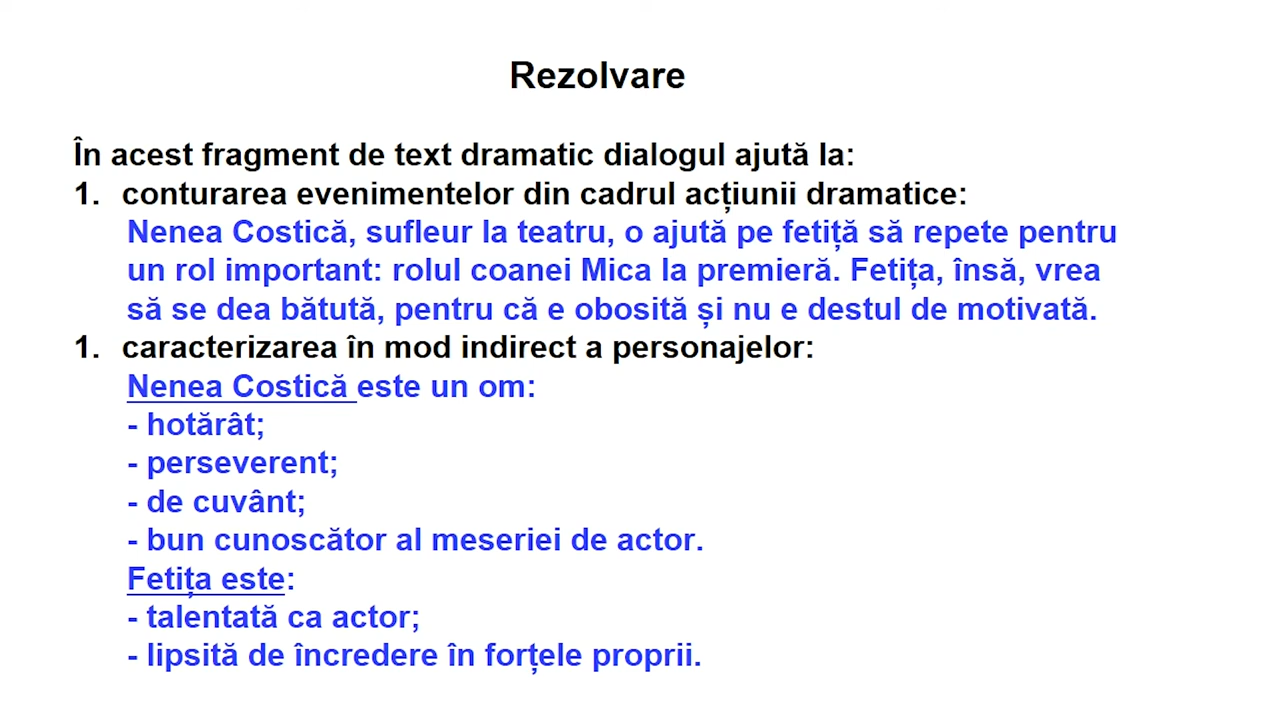 Rezolvare
În acest fragment de text dramatic dialogul ajută la:
1. conturarea evenimentelor din cadrul acțiunii dramatice:
Nenea Costică, sufleur la teatru, o ajută pe fetiță să repete pentru
un rol important: rolul coanei Mica la premieră. Fetița, însă, vrea
să se dea bătută, pentru că e obosită și nu e destul de motivată.
1. caracterizarea în mod indirect a personajelor:
Nenea Costică este un om:
- hotărât;
- perseverent;
- de cuvânt;
- bun cunoscător al meseriei de actor.
Fetița este:
- talentată ca actor;
- lipsită de încredere în forțele proprii.